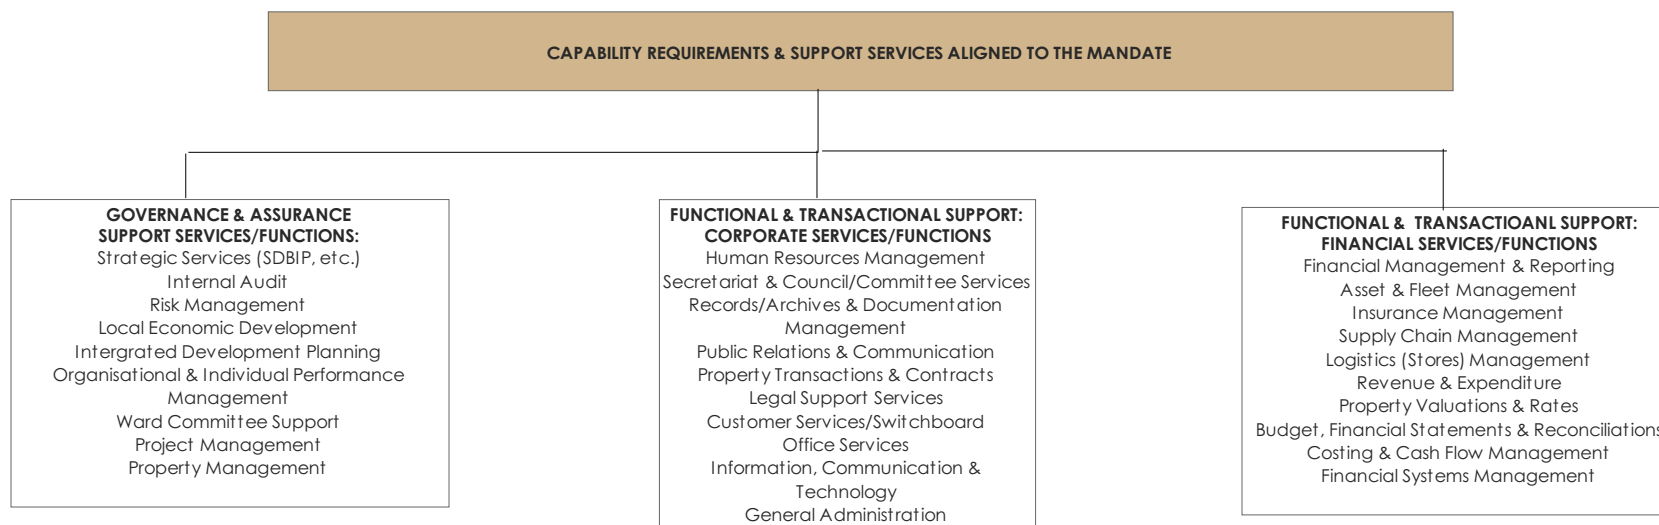 CAPABILITY REQUIREMENTS & SUPPORT SERVICES ALIGNED TO THE MANDATE
GOVERNANCE & ASSURANCE
SUPPORT SERVICES/FUNCTIONS:
Strategic Services (SDBIP, etc.)
Internal Audit
Risk Management
Local Economic Development
Intergrated Development Planning
Organisational & Individual Performance
Management
Ward Committee Support
Project Management
Property Management
FUNCTIONAL & TRANSACTIONAL SUPPORT:
CORPORATE SERVICES/FUNCTIONS
Human Resources Management
Secretariat & Council/Committee Services
Records/Archives & Documentation
Management
Public Relations & Communication
Property Transactions & Contracts
Legal Support Services
Customer Services/Switchboard
Office Services
Information, Communication &
Technology
General Administration
FUNCTIONAL & TRANSACTIOANL SUPPORT:
FINANCIAL SERVICES/FUNCTIONS
Financial Management & Reporting
Asset & Fleet Management
Insurance Management
Supply Chain Management
Logistics (Stores) Management
Revenue & Expenditure
Property Valuations & Rates
Budget, Financial Statements & Reconciliations
Costing & Cash Flow Management
Financial Systems Management